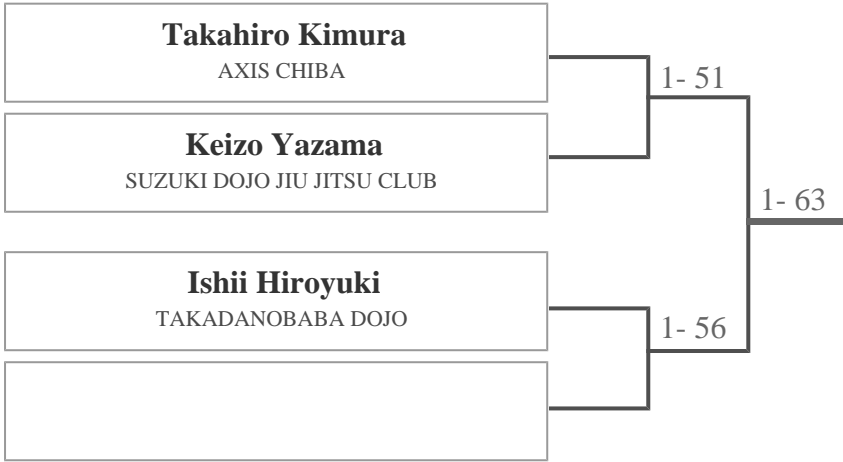 Takahiro Kimura
AXIS CHIBA
1- 51
Keizo Yazama
SUZUKI DOJO JIU JITSU CLUB
1- 63
Ishii Hiroyuki
TAKADANOBABA DOJO
1- 56